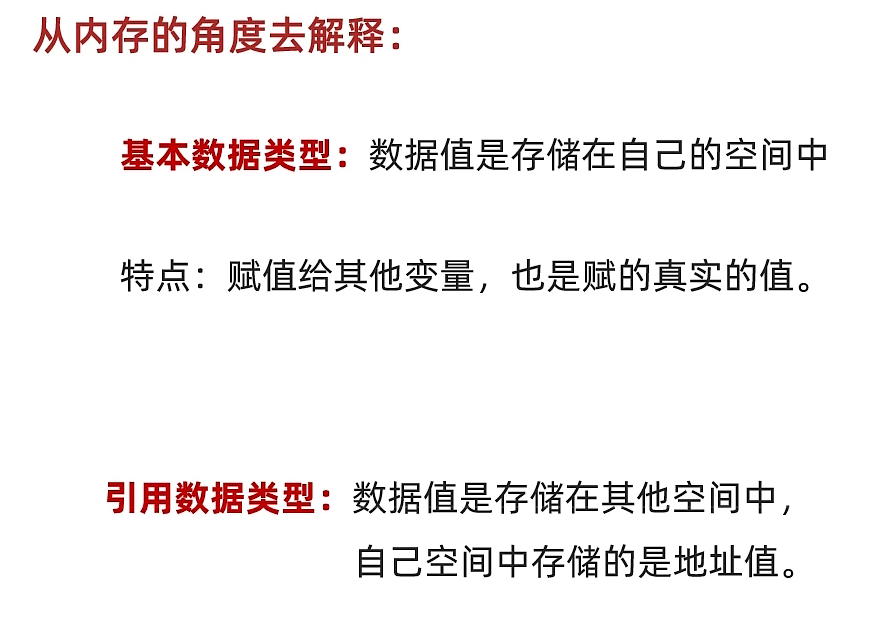 从内存的角度去解释：
基本数据类型：数据值是存储在自己的空间中
特点：赋值给其他变量，也是赋的真实的值。
引用数据类型：数据值是存储在其他空间中，
自己空间中存储的是地址值。